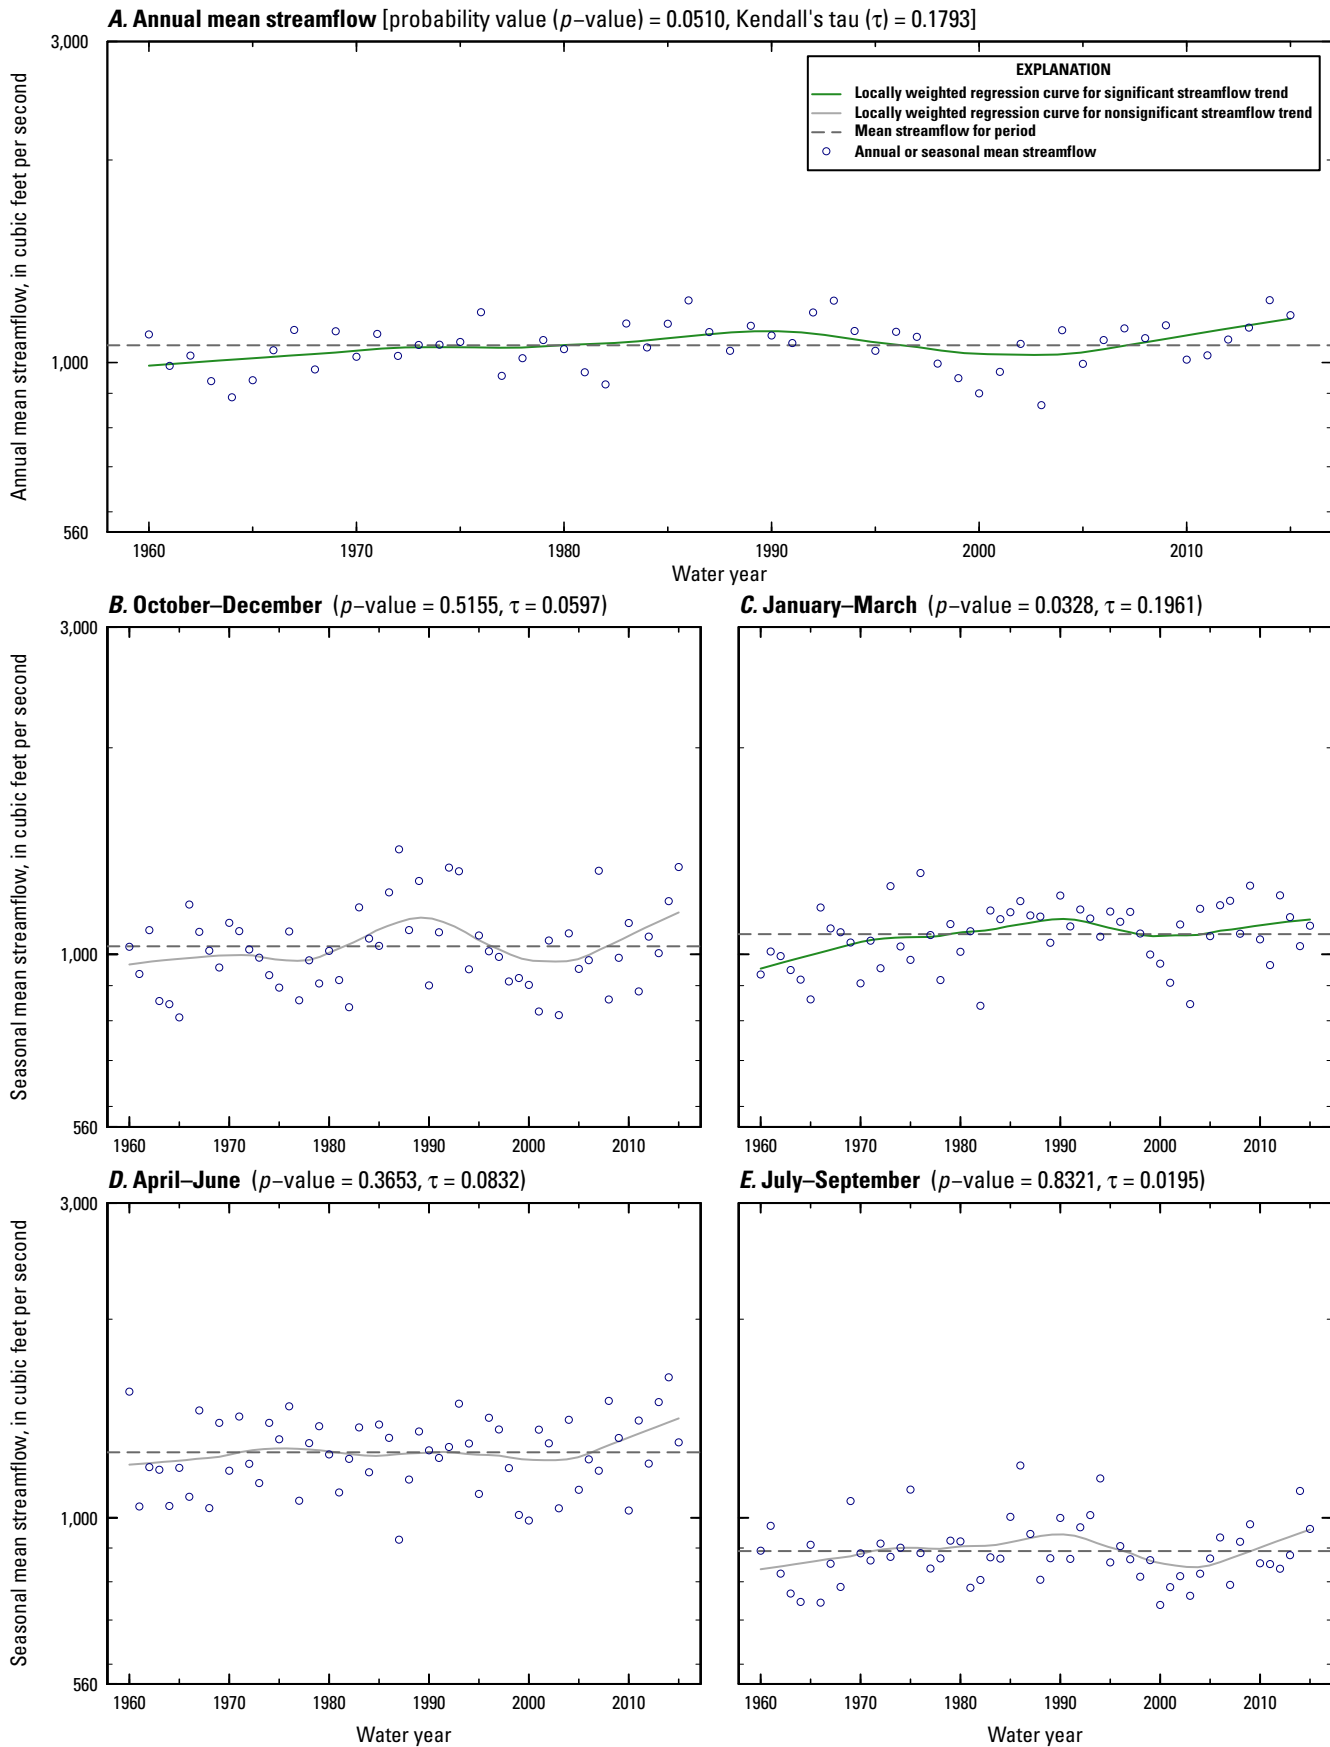 A. Annual mean streamflow [probability value (p–value) = 0.0510, Kendall's tau (τ) = 0.1793]
3,000
1,000
560
Annual mean streamflow, in cubic feet per second
EXPLANATION
Locally weighted regression curve for significant streamflow trend
Locally weighted regression curve for nonsignificant streamflow trend
Mean streamflow for period
Annual or seasonal mean streamflow
1960 1970 1980 1990 2000 2010
Water year
B. October–December (p–value = 0.5155, τ = 0.0597)
3,000
1,000
560
Seasonal mean streamflow, in cubic feet per second
1960 1970 1980 1990 2000 2010
C. January–March (p–value = 0.0328, τ = 0.1961)
1960 1970 1980 1990 2000 2010
D. April–June (p–value = 0.3653, τ = 0.0832)
3,000
1,000
560
Seasonal mean streamflow, in cubic feet per second
1960 1970 1980 1990 2000 2010
Water year
E. July–September (p–value = 0.8321, τ = 0.0195)
1960 1970 1980 1990 2000 2010
Water year